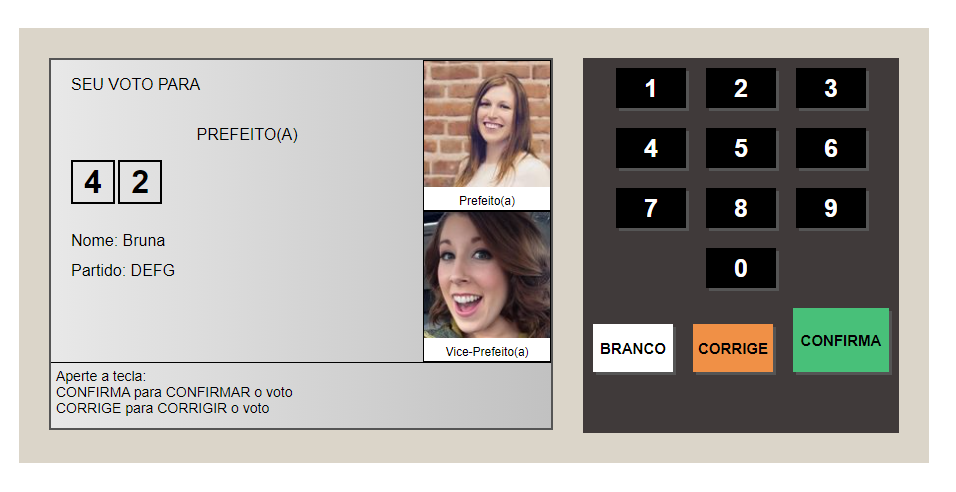 SEU VOTO PARA
PREFEITO(A)
4 2
Nome: Bruna
Partido: DEFG
Prefeito(a)
Vice-Prefeito(a)
Aperte a tecla:
CONFIRMA para CONFIRMAR o voto
CORRIGE para CORRIGIR o voto
1 2 3
4 5 6
7 8 9
0
BRANCO CORRIGE CONFIRMA